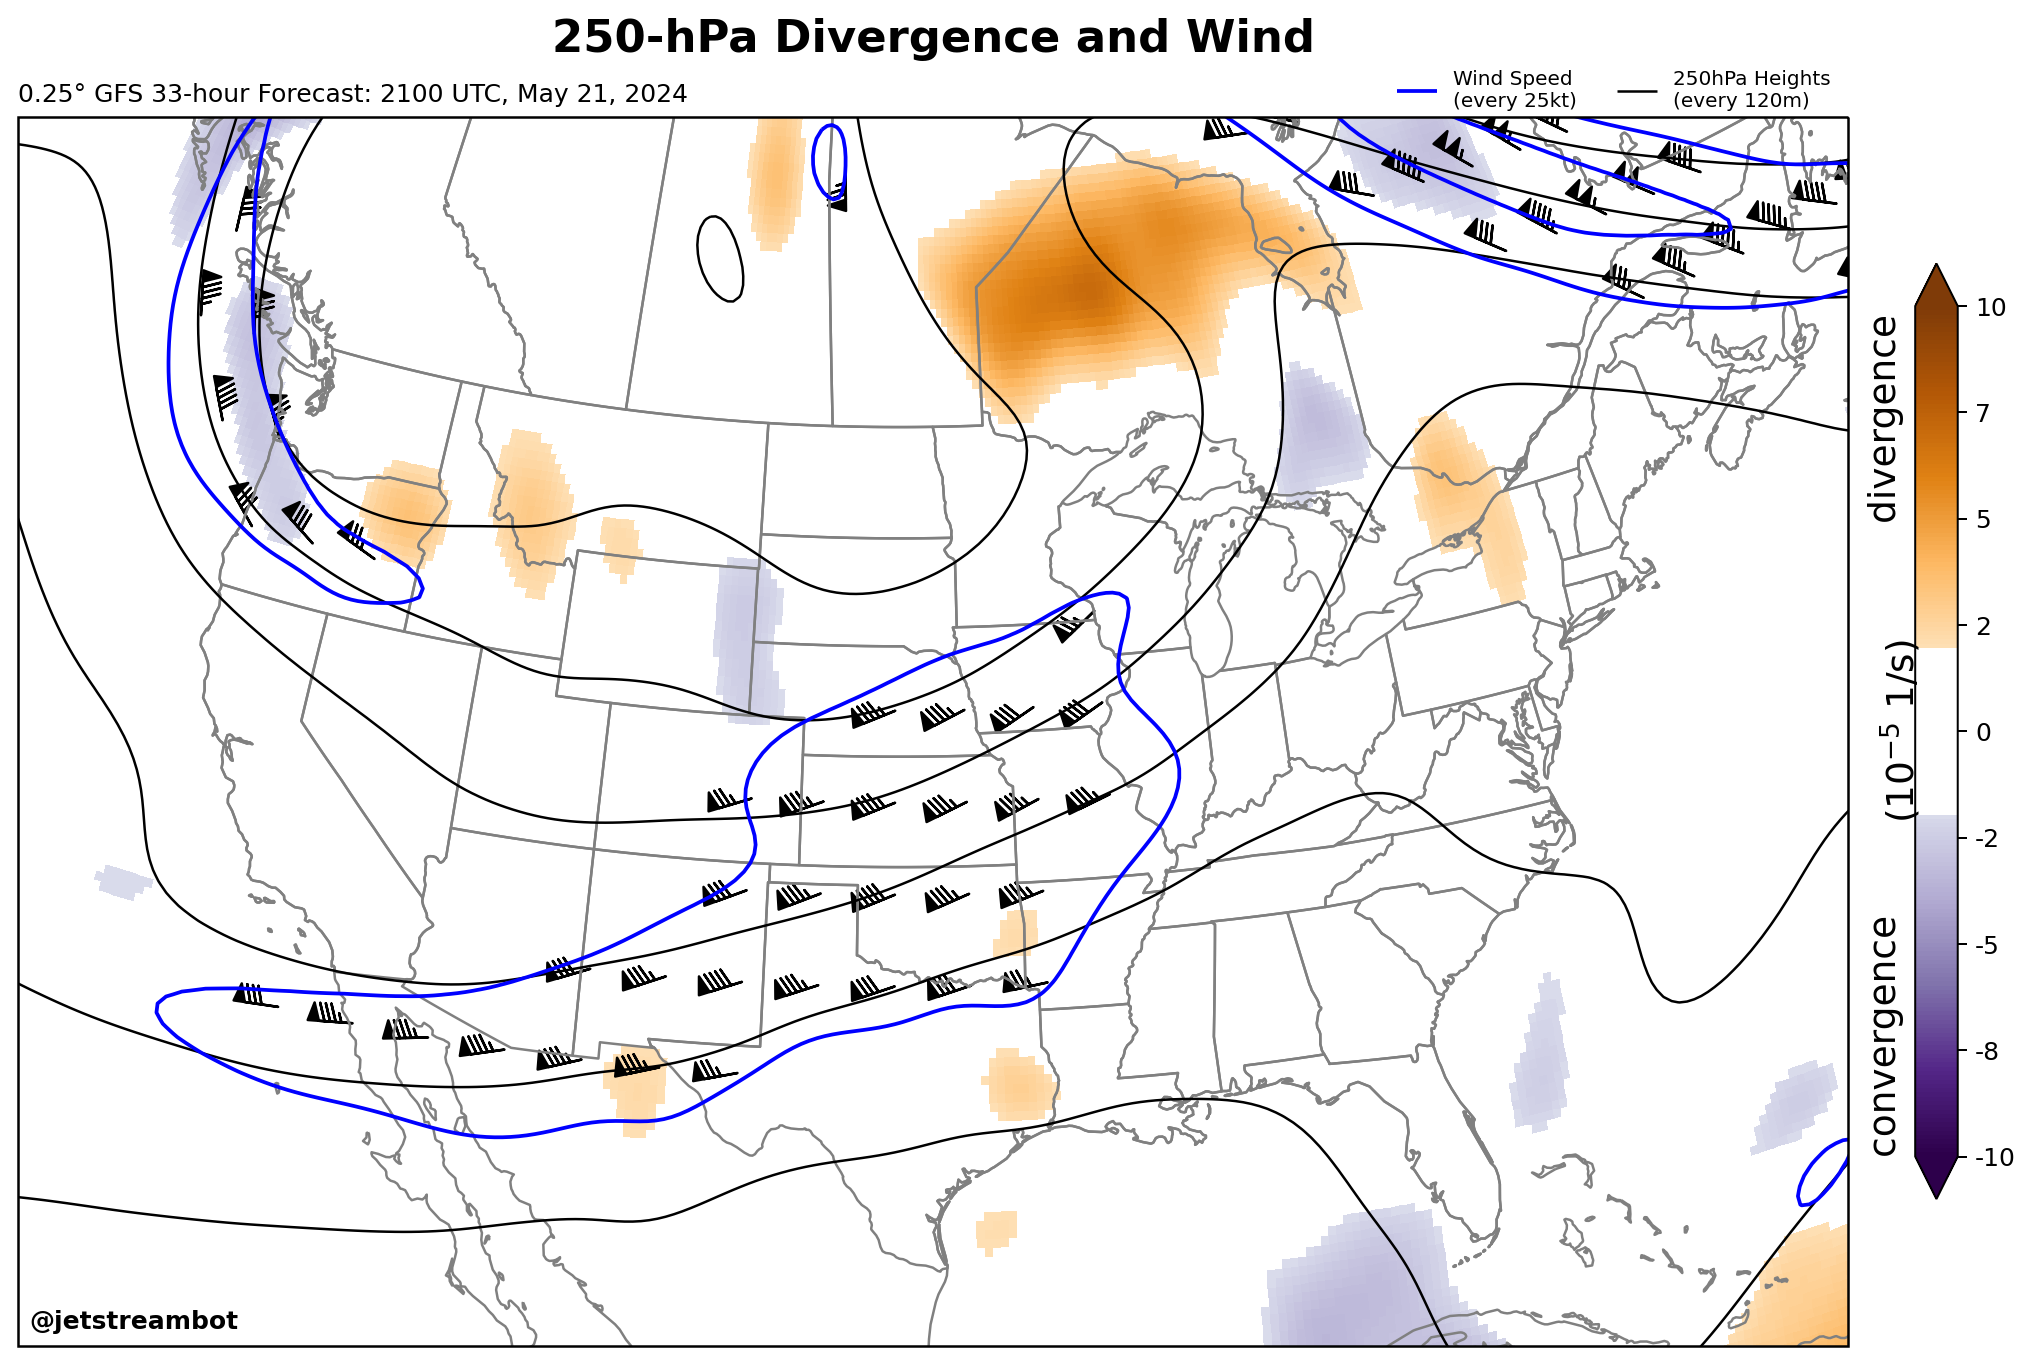 250-hPa Divergence and Wind
0.25° GFS 33-hour Forecast: 2100 UTC, May 21, 2024
Wind Speed
(every 25kt)
250hPa Heights
(every 120m)
10
7
5
2
0
-2
-5
-8
-10
convergence (10⁻⁵ 1/s) divergence
@jetstreambot